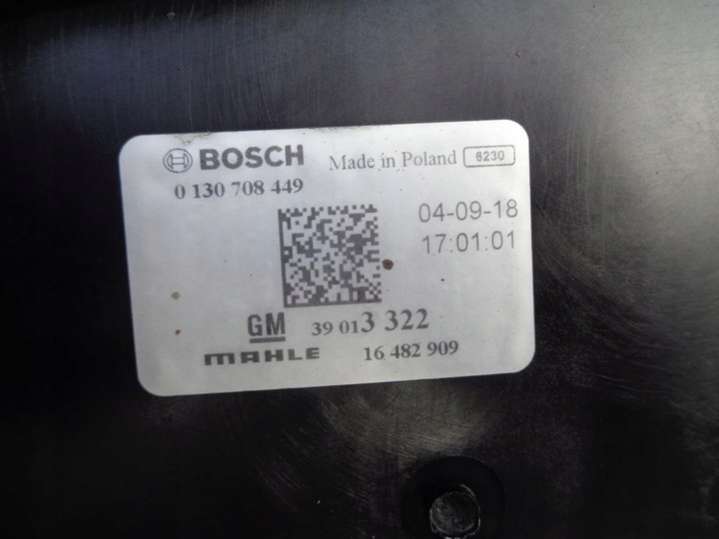 BOSCH Made in Poland 6230
0 130 708 449
04-09-18
17:01:01
GM 39 013 322
MAHLE 16 482 909